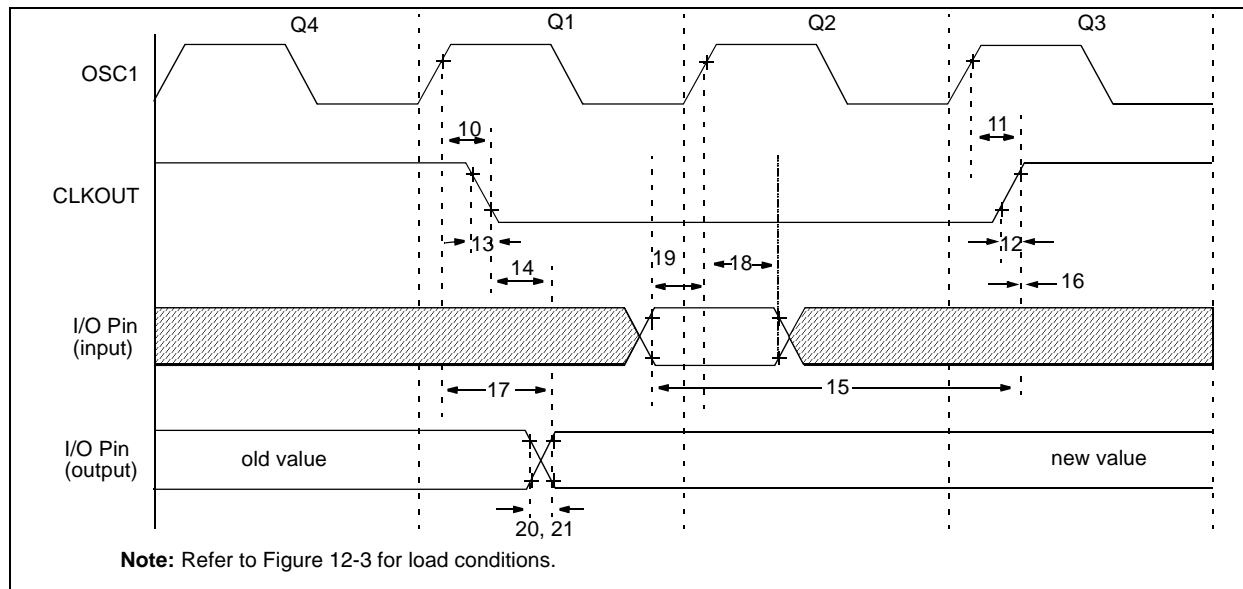 Q4 Q1 Q2 Q3
OSC1
10 11
CLKOUT
13 12
14 19 18
16
I/O Pin
(input)
17 15
I/O Pin
(output)
old value new value
20, 21
Note: Refer to Figure 12-3 for load conditions.